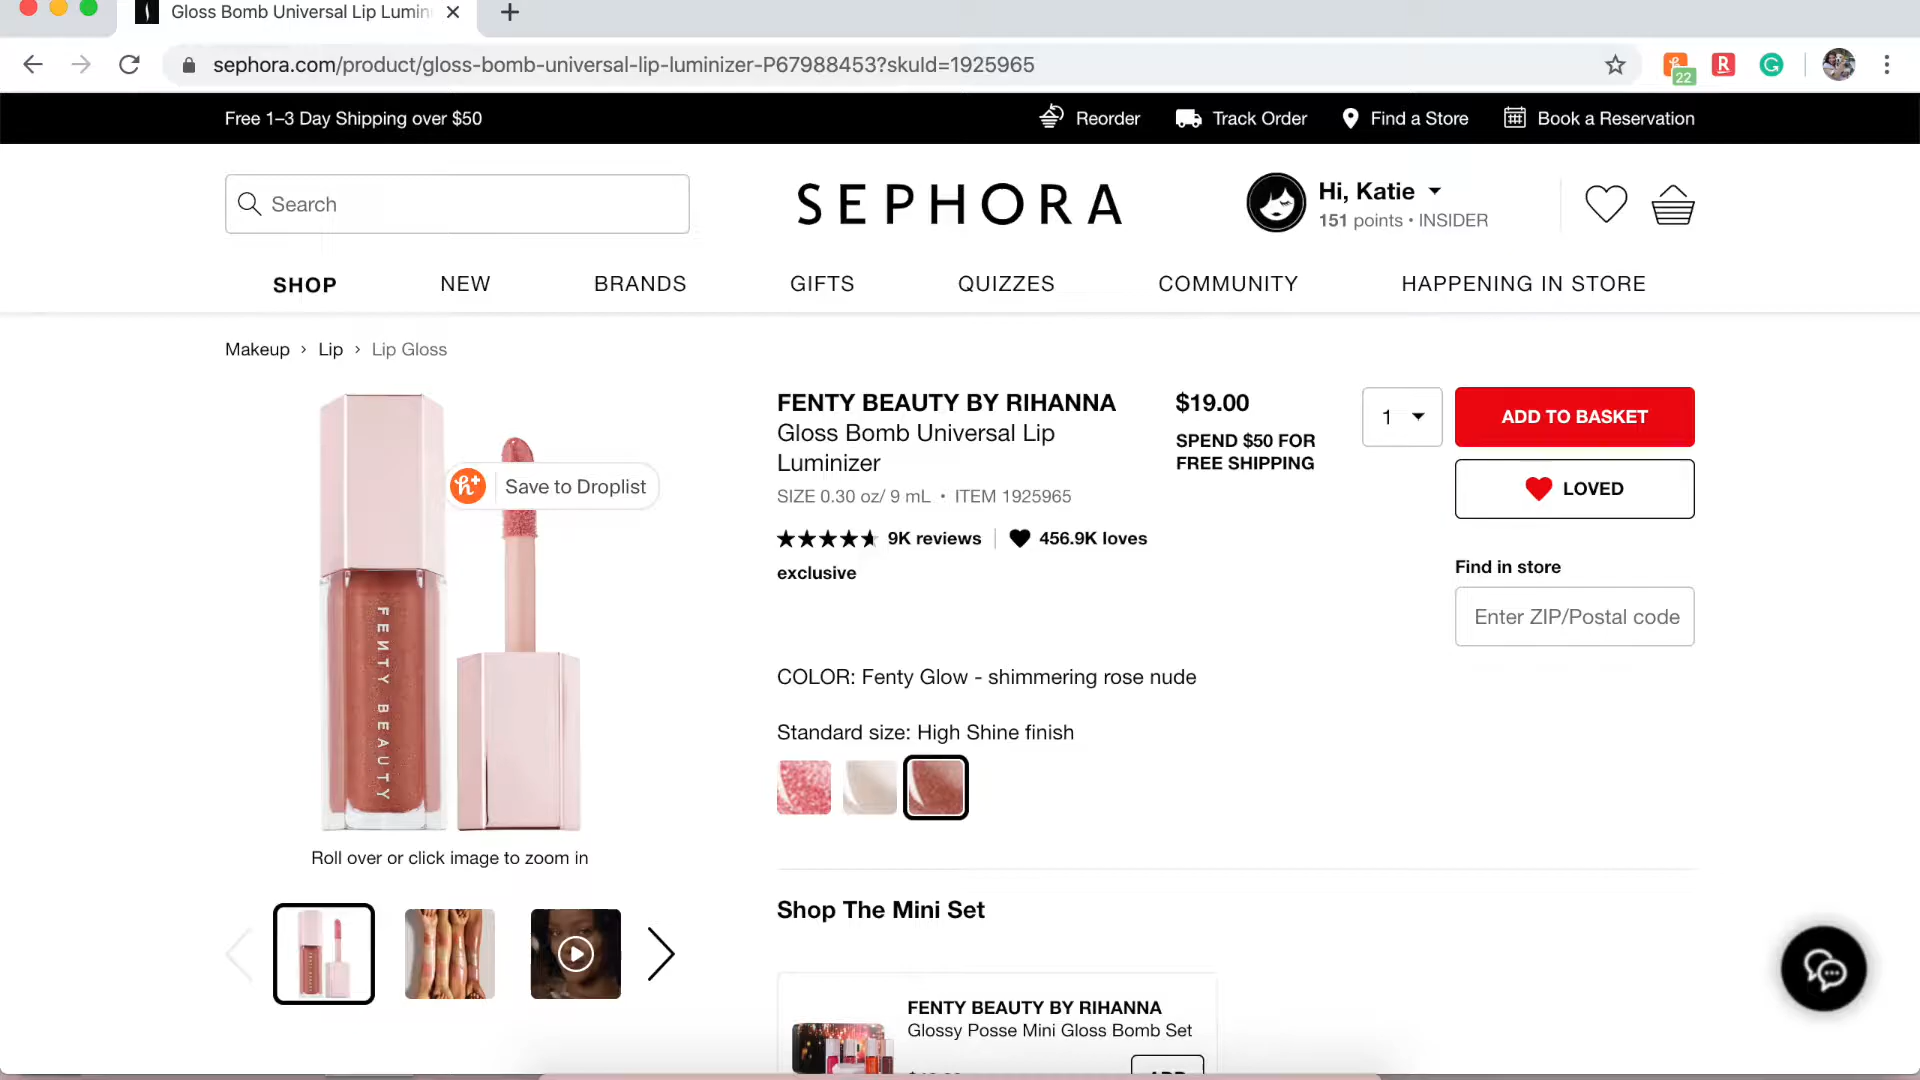 Gloss Bomb Universal Lip Lumin
sephora.com/product/gloss-bomb-universal-lip-luminizer-P67988453?skuId=1925965
22
Free 1–3 Day Shipping over $50
Reorder
Track Order
Find a Store
Book a Reservation
Search
SEPHORA
Hi, Katie
151 points • INSIDER
SHOP
NEW
BRANDS
GIFTS
QUIZZES
COMMUNITY
HAPPENING IN STORE
Makeup > Lip > Lip Gloss
FENTY BEAUTY
Save to Droplist
Roll over or click image to zoom in
FENTY BEAUTY BY RIHANNA
Gloss Bomb Universal Lip
Luminizer
SIZE 0.30 oz/ 9 mL • ITEM 1925965
9K reviews
456.9K loves
exclusive
$19.00
SPEND $50 FOR
FREE SHIPPING
1
ADD TO BASKET
LOVED
Find in store
Enter ZIP/Postal code
COLOR: Fenty Glow - shimmering rose nude
Standard size: High Shine finish
Shop The Mini Set
FENTY BEAUTY BY RIHANNA
Glossy Posse Mini Gloss Bomb Set
ADD